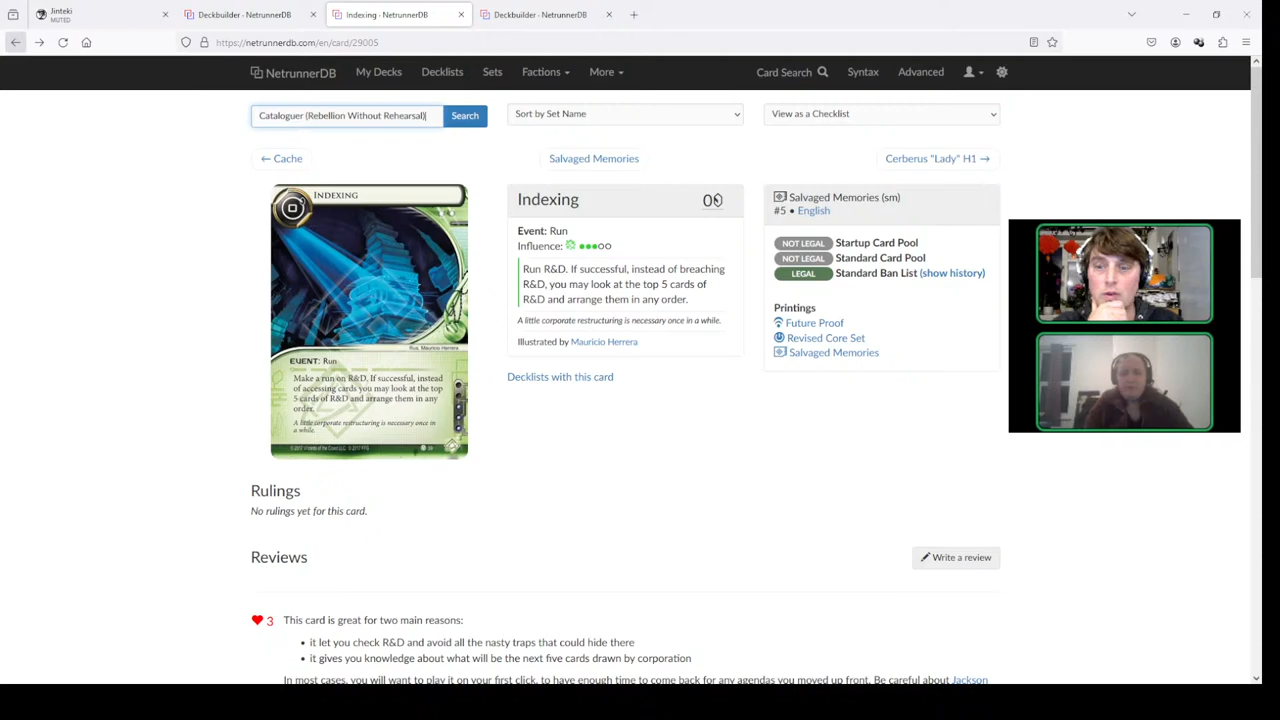 Jinteki
MUTED
Deckbuilder · NetrunnerDB
Indexing · NetrunnerDB
Deckbuilder · NetrunnerDB
https://netrunnerdb.com/en/card/29005
NetrunnerDB
My Decks
Decklists
Sets
Factions
More
Card Search
Syntax
Advanced
Cataloguer (Rebellion Without Rehearsal)
Search
Sort by Set Name
View as a Checklist
← Cache
Salvaged Memories
Cerberus "Lady" H1 →
INDEXING
EVENT: Run
Make a run on R&D. If successful, instead
of accessing cards you may look at the top
5 cards of R&D and arrange them in any
order.
A little corporate restructuring is necessary once in
a while.
Indexing
Event: Run
Influence: ●●●○○
Run R&D. If successful, instead of breaching
R&D, you may look at the top 5 cards of
R&D and arrange them in any order.
A little corporate restructuring is necessary once in a while.
Illustrated by Mauricio Herrera
Decklists with this card
Salvaged Memories (sm)
#5 • English
NOT LEGAL Startup Card Pool
NOT LEGAL Standard Card Pool
LEGAL Standard Ban List (show history)
Printings
Future Proof
Revised Core Set
Salvaged Memories
Rulings
No rulings yet for this card.
Reviews
Write a review
3
This card is great for two main reasons:
• it let you check R&D and avoid all the nasty traps that could hide there
• it gives you knowledge about what will be the next five cards drawn by corporation
In most cases, you will want to play it on your first click, to have enough time to come back for any agendas you moved up front. Be careful about Jackson